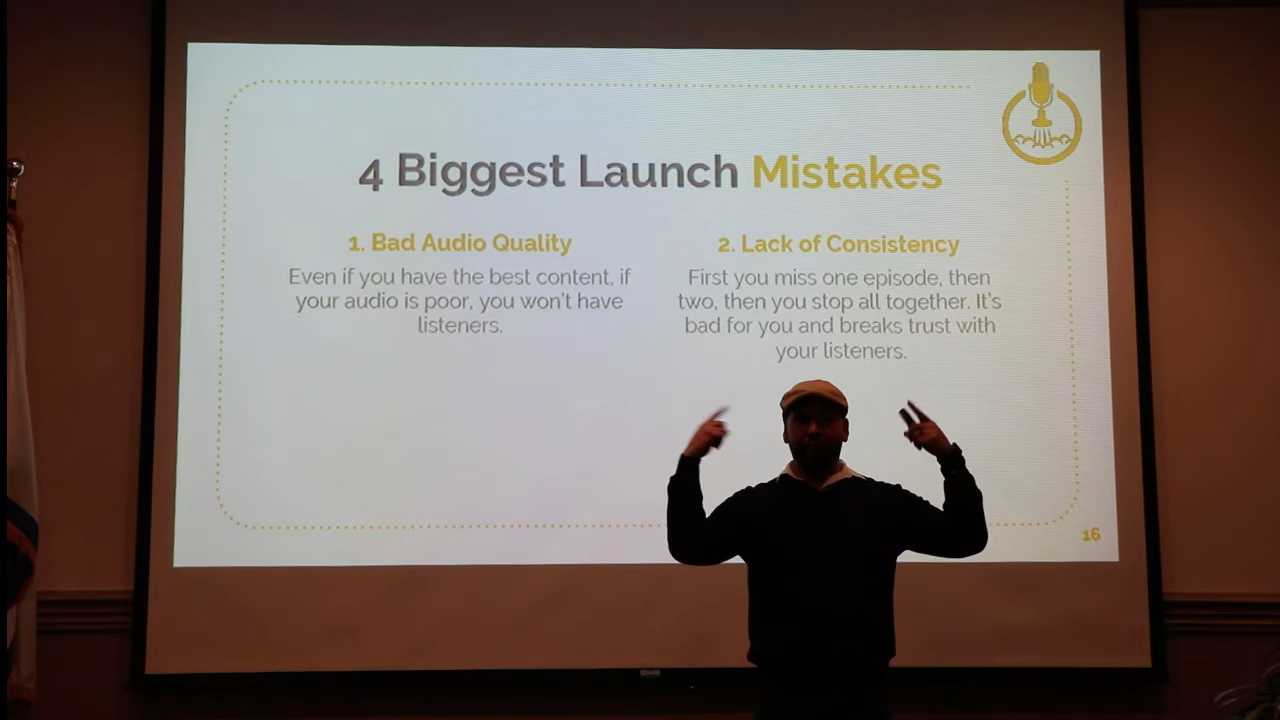 4 Biggest Launch Mistakes
1. Bad Audio Quality
Even if you have the best content, if
your audio is poor, you won't have
listeners.
2. Lack of Consistency
First you miss one episode, then
two, then you stop all together. It's
bad for you and breaks trust with
your listeners.
16